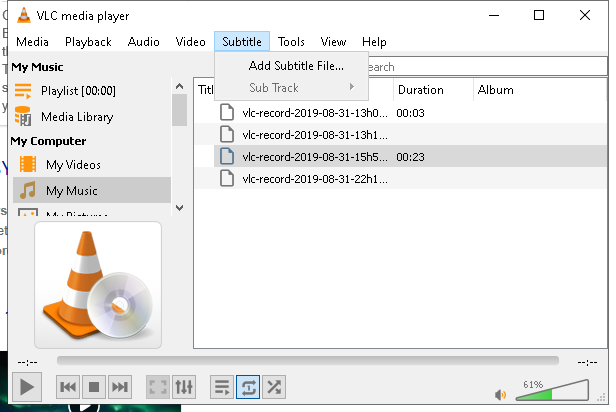 VLC media player
Media Playback Audio Video Subtitle Tools View Help
Add Subtitle File...
Sub Track
My Music
Playlist [00:00]
Media Library
My Computer
My Videos
My Music
Duration Album
vlc-record-2019-08-31-13h0... 00:03
vlc-record-2019-08-31-13h1...
vlc-record-2019-08-31-15h5... 00:23
vlc-record-2019-08-31-22h1...
--:-- --:--
61%